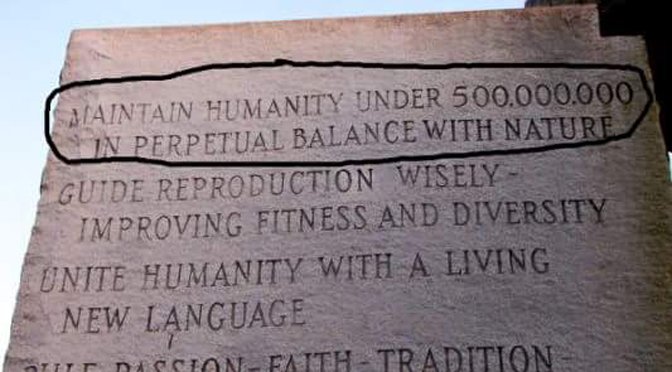 MAINTAIN HUMANITY UNDER 500.000.000
IN PERPETUAL BALANCE WITH NATURE
GUIDE REPRODUCTION WISELY-
IMPROVING FITNESS AND DIVERSITY
UNITE HUMANITY WITH A LIVING
NEW LANGUAGE
RULE PASSION-FAITH-TRADITION-